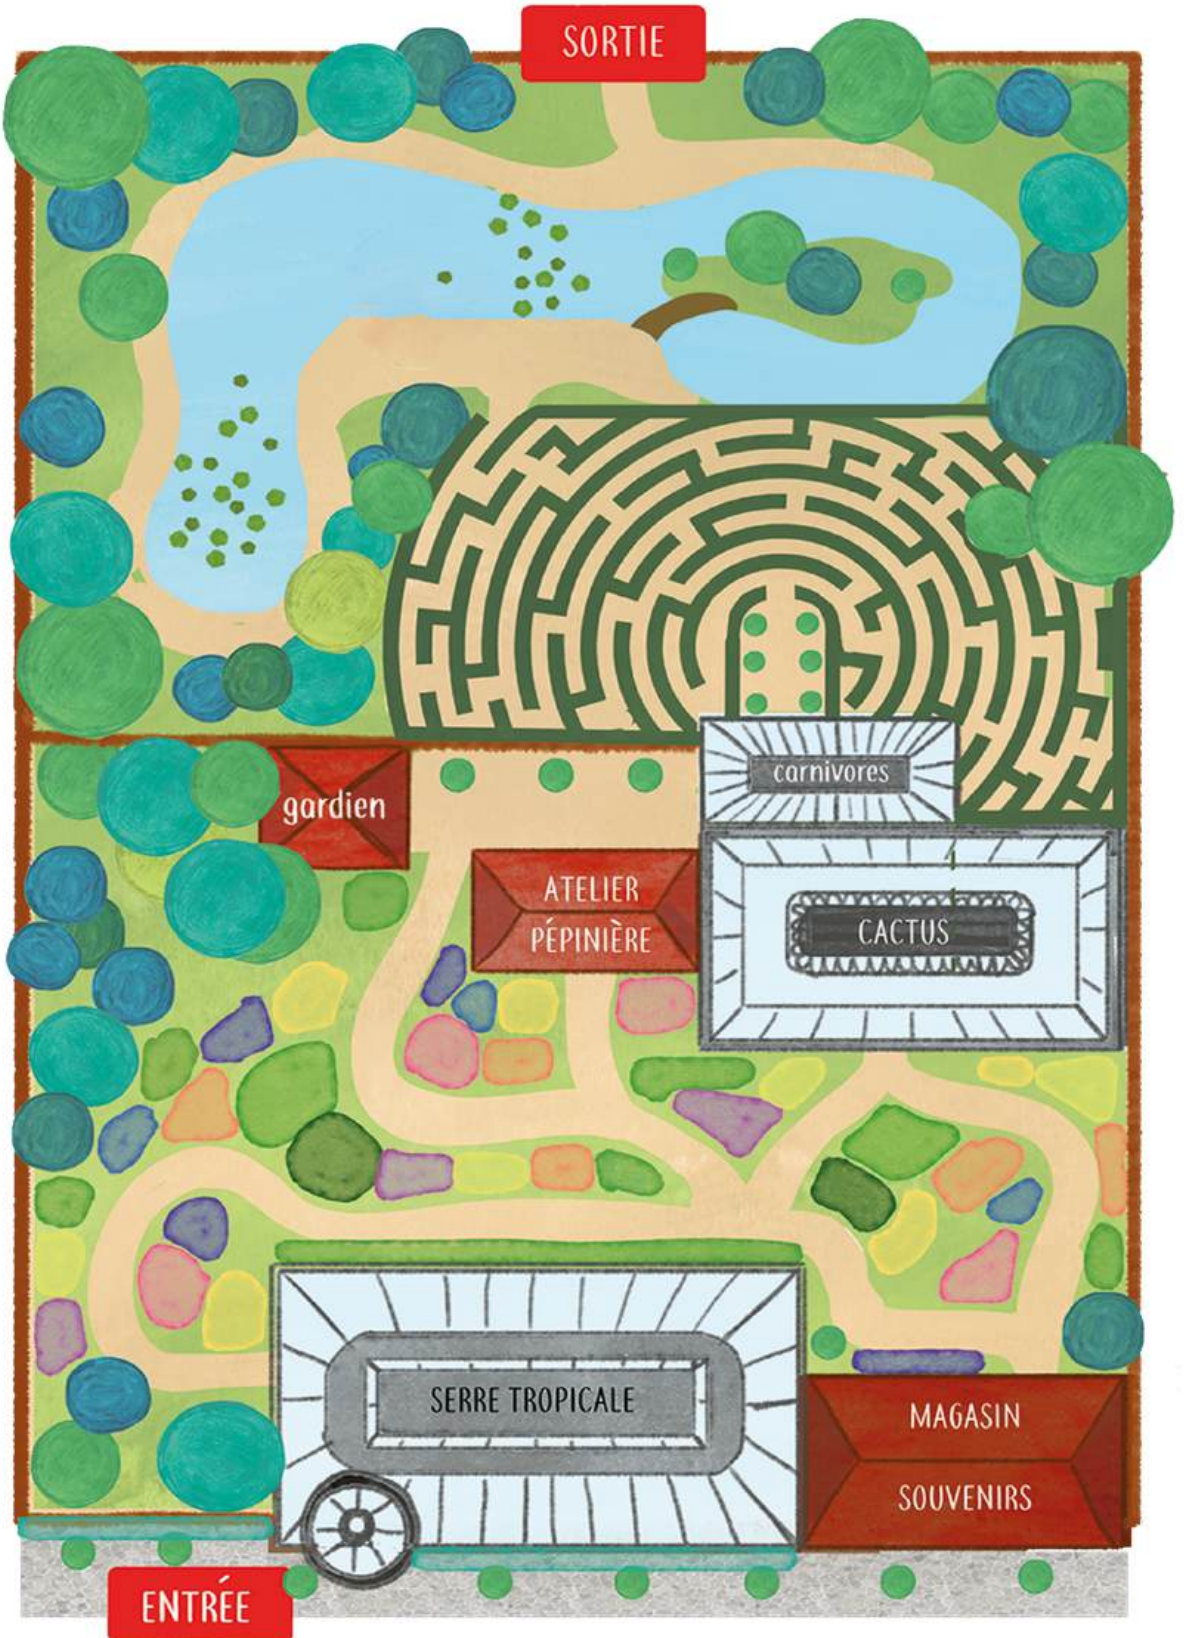 SORTIE
carnivores
gardien
ATELIER
PÉPINIÈRE
CACTUS
SERRE TROPICALE
MAGASIN
SOUVENIRS
ENTRÉE